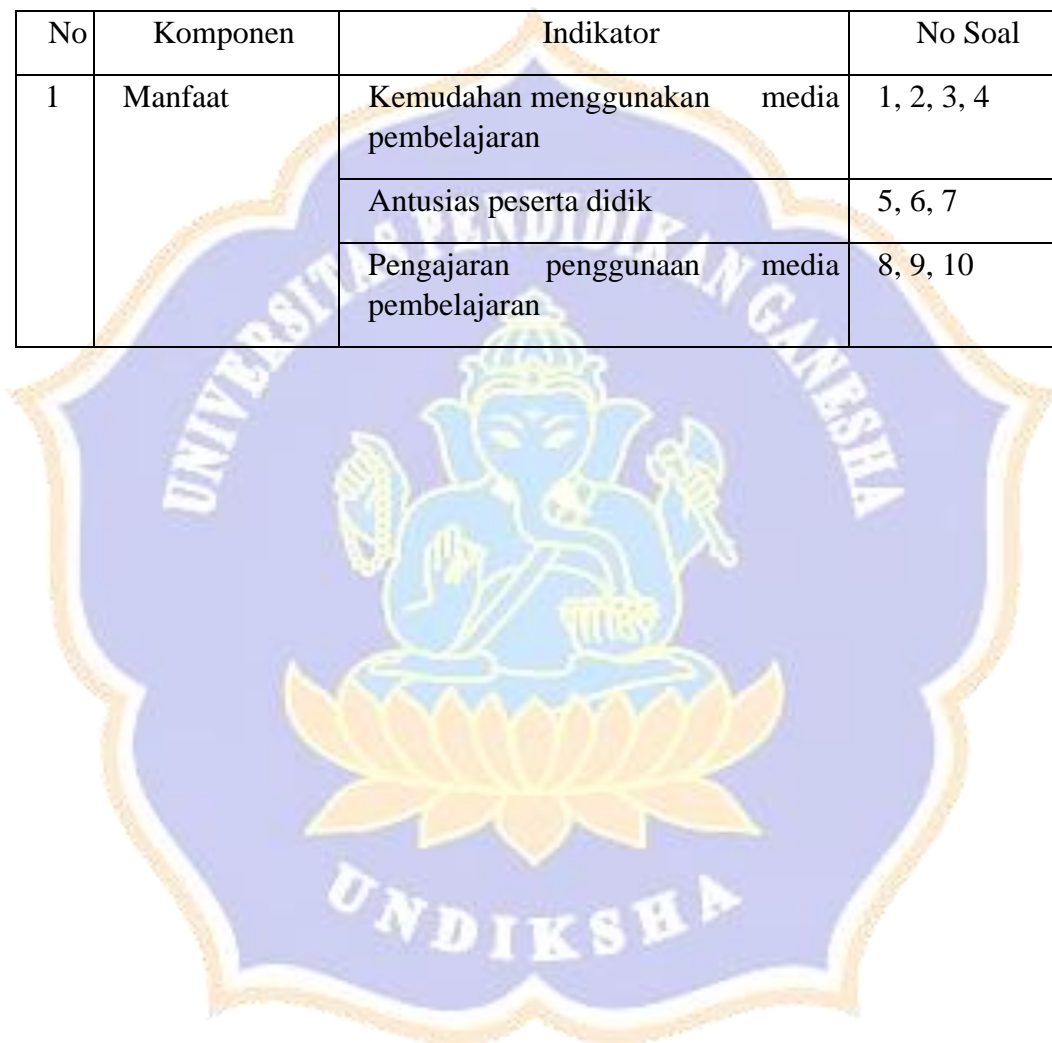 No Komponen Indikator No Soal
1 Manfaat Kemudahan menggunakan media 1, 2, 3, 4
pembelajaran
Antusias peserta didik 5, 6, 7
Pengajaran penggunaan media 8, 9, 10
pembelajaran
UNIVERSITAS PENDIDIKAN GANESHA
UNDIKSHA